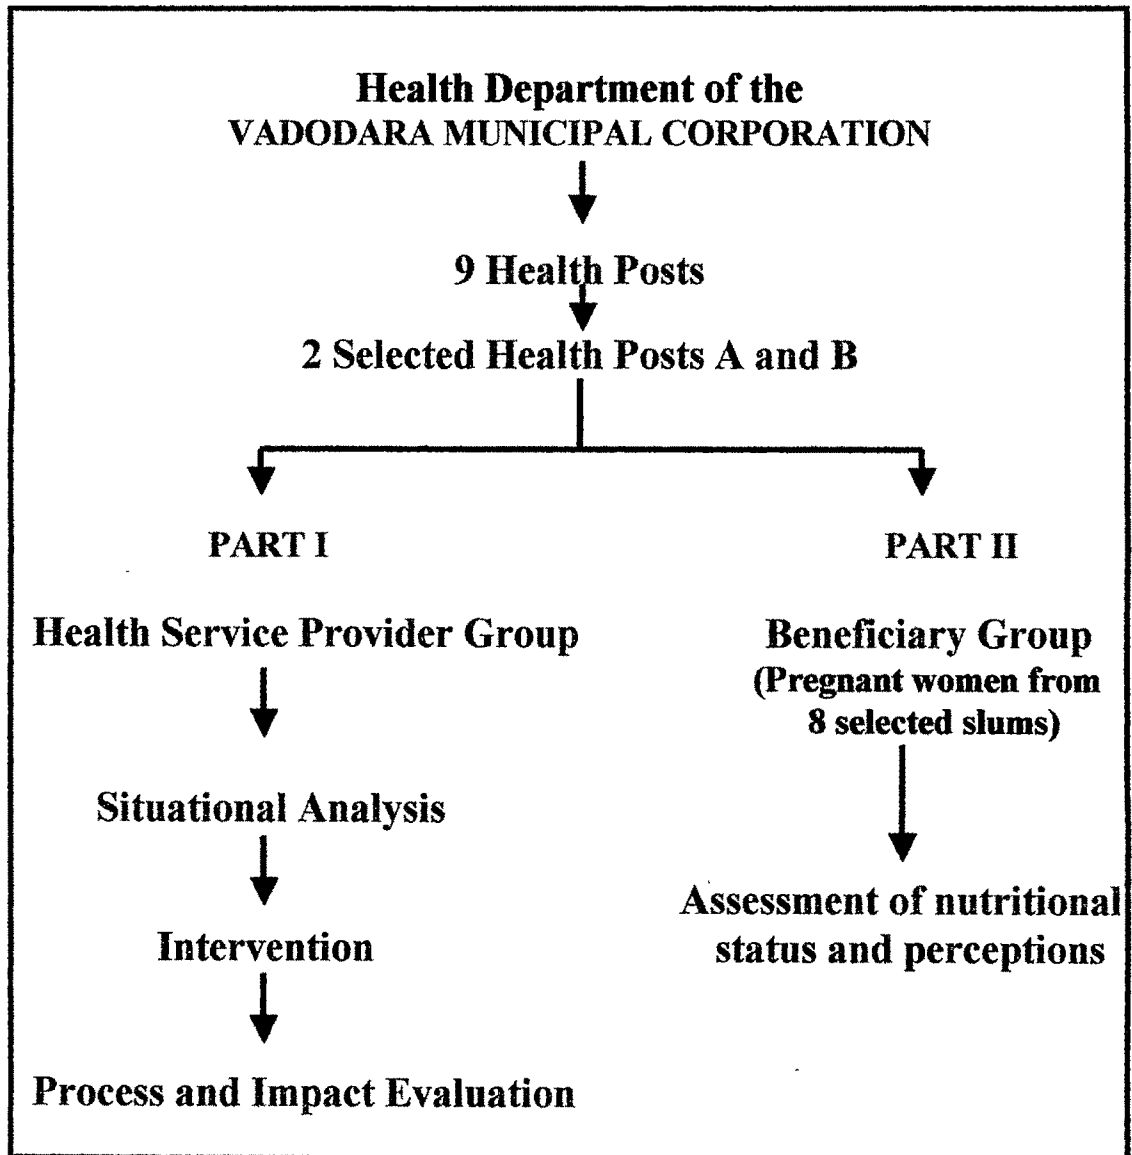 Health Department of the
VADODARA MUNICIPAL CORPORATION
9 Health Posts
2 Selected Health Posts A and B
PART I
Health Service Provider Group
Situational Analysis
Intervention
Process and Impact Evaluation
PART II
Beneficiary Group
(Pregnant women from
8 selected slums)
Assessment of nutritional
status and perceptions